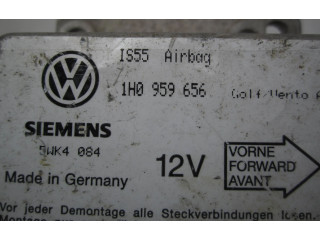 IS55 Airbag
1H0 959 656
Golf/Vento
SIEMENS
5WK4 084
12V
VORNE
FORWARD
AVANT
Made in Germany
Vor jeder Demontage alle Steckverbindungen lösen.
Montage